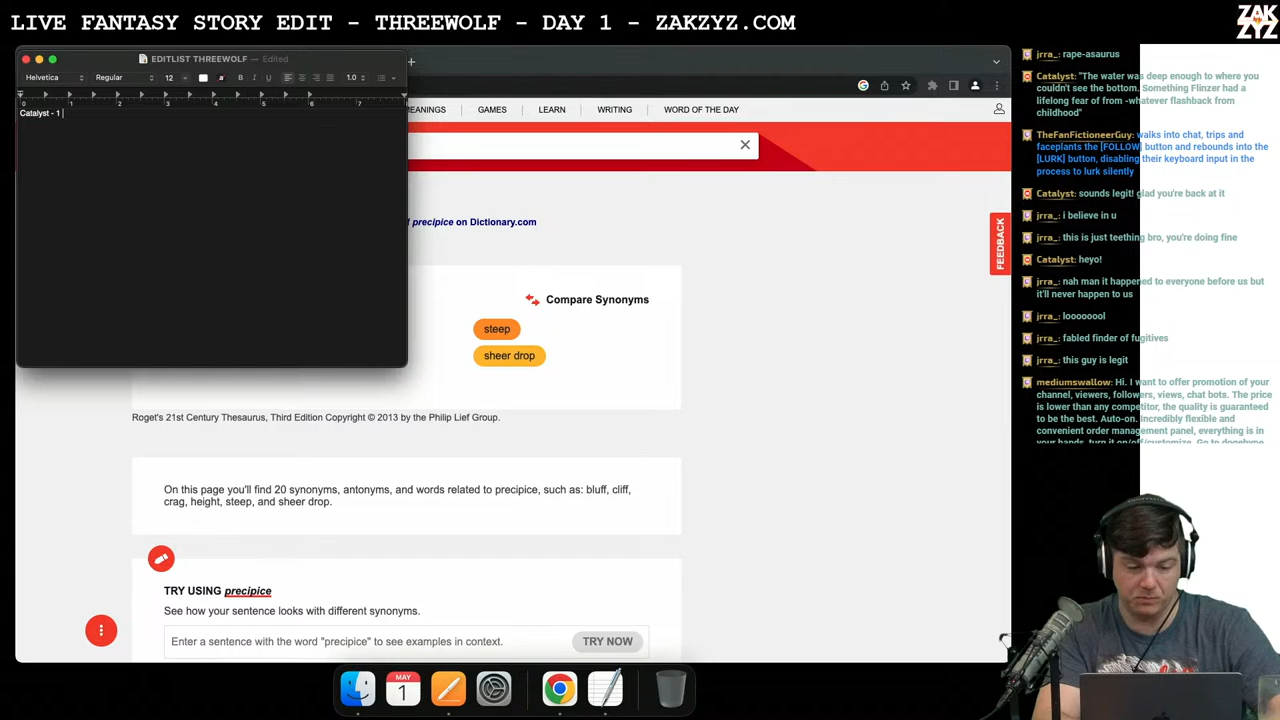 LIVE FANTASY STORY EDIT - THREEWOLF - DAY 1 - ZAKZYZ.COM
ZAK
ZYZ
EDITLIST THREEWOLF — Edited
Helvetica Regular 12 a B I U 1.0
0 1 2 3 4 5 6 7
Catalyst - 1
MEANINGS GAMES LEARN WRITING WORD OF THE DAY
precipice on Dictionary.com
FEEDBACK
Compare Synonyms
steep
sheer drop
Roget's 21st Century Thesaurus, Third Edition Copyright © 2013 by the Philip Lief Group.
On this page you'll find 20 synonyms, antonyms, and words related to precipice, such as: bluff, cliff,
crag, height, steep, and sheer drop.
TRY USING precipice
See how your sentence looks with different synonyms.
Enter a sentence with the word "precipice" to see examples in context.
TRY NOW
MAY
1
jrra_: rape-asaurus
Catalyst: "The water was deep enough to where you
couldn't see the bottom. Something Flinzer had a
lifelong fear of from -whatever flashback from
childhood"
TheFanFictioneerGuy: walks into chat, trips and
faceplants the [FOLLOW] button and rebounds into the
[LURK] button, disabling their keyboard input in the
process to lurk silently
Catalyst: sounds legit! glad you're back at it
jrra_: i believe in u
jrra_: this is just teething bro, you're doing fine
Catalyst: heyo!
jrra_: nah man it happened to everyone before us but
it'll never happen to us
jrra_: looooool
jrra_: fabled finder of fugitives
jrra_: this guy is legit
mediumswallow: Hi. I want to offer promotion of your
channel, viewers, followers, views, chat bots. The price
is lower than any competitor, the quality is guaranteed
to be the best. Auto-on. Incredibly flexible and
convenient order management panel, everything is in
your hands, turn it on/off/customize. Go to dogehype